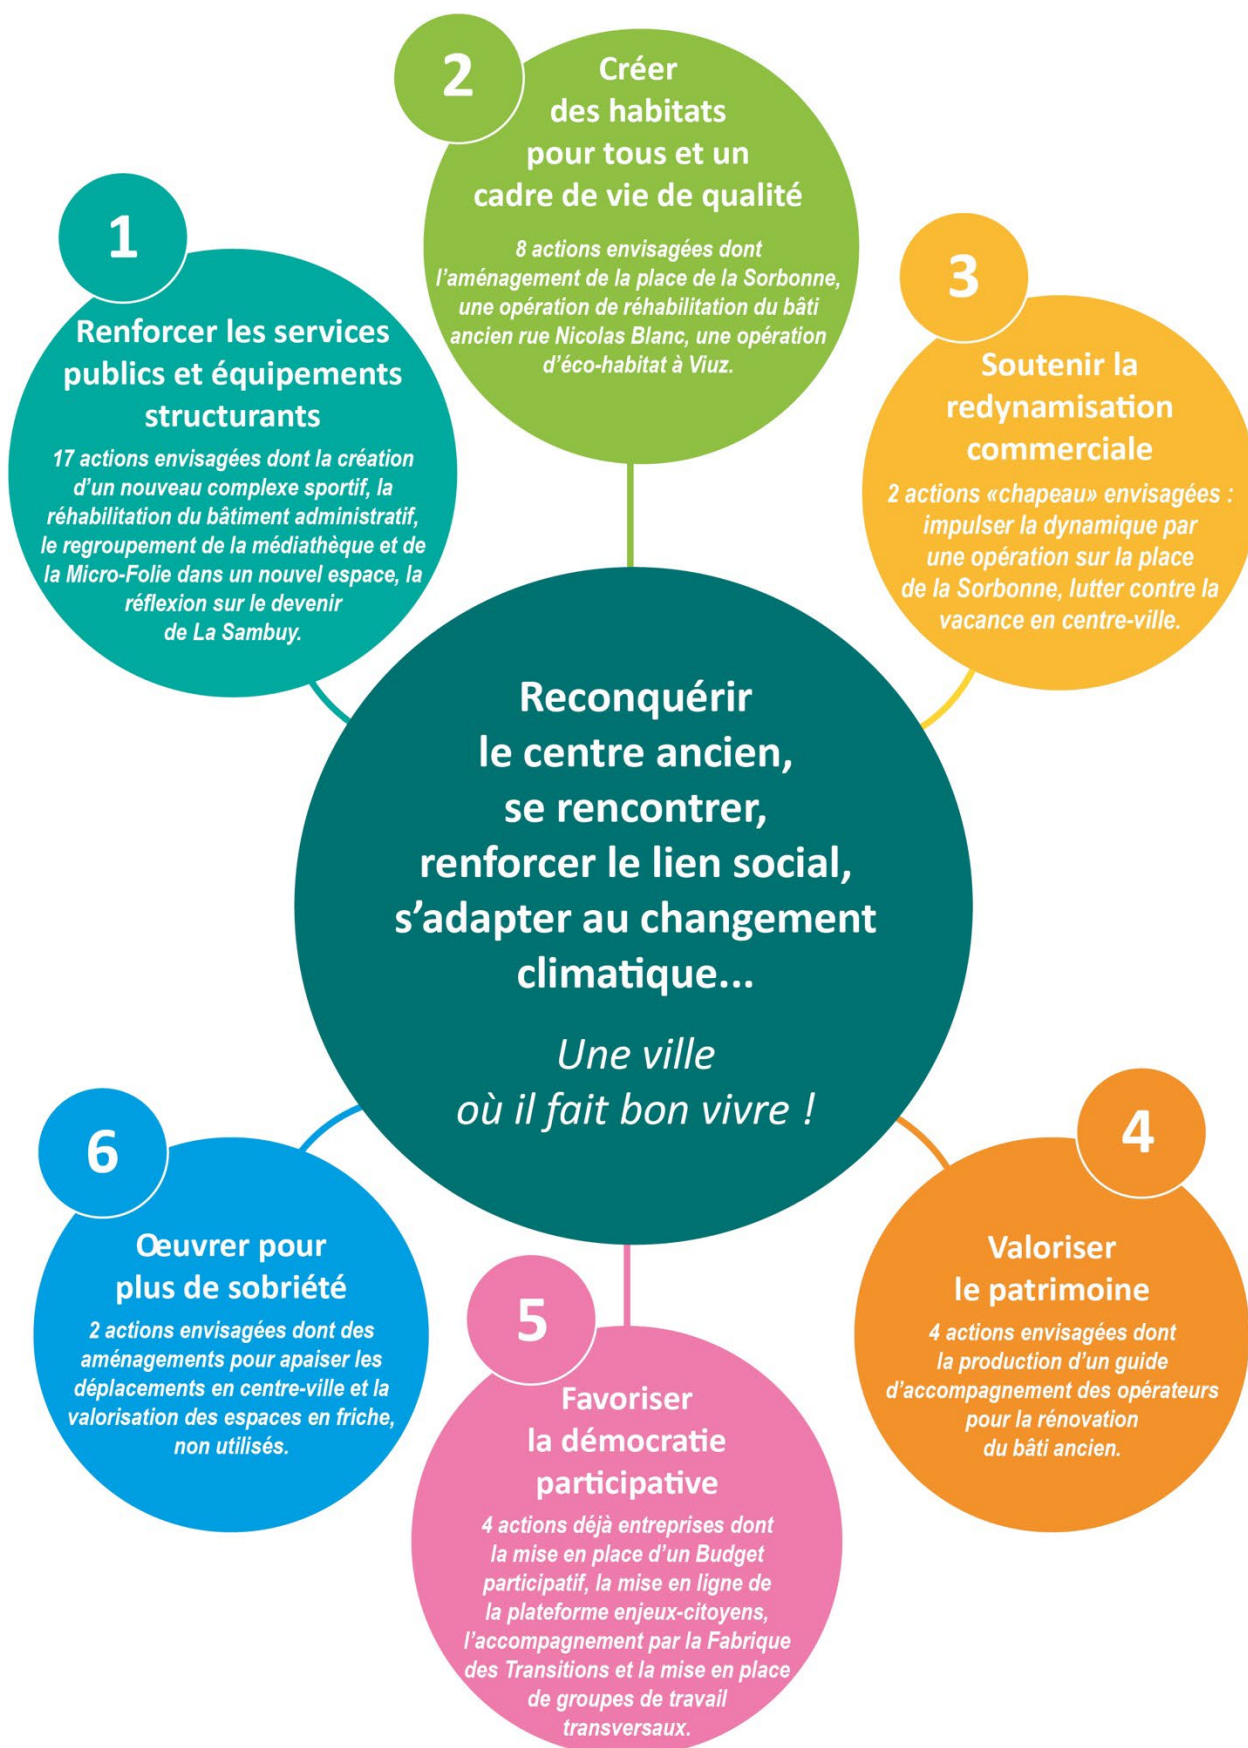 1
Renforcer les services
publics et équipements
structurants
17 actions envisagées dont la création
d'un nouveau complexe sportif, la
réhabilitation du bâtiment administratif,
le regroupement de la médiathèque et de
la Micro-Folie dans un nouvel espace, la
réflexion sur le devenir
de La Sambuy.
2
Créer
des habitats
pour tous et un
cadre de vie de qualité
8 actions envisagées dont
l'aménagement de la place de la Sorbonne,
une opération de réhabilitation du bâti
ancien rue Nicolas Blanc, une opération
d'éco-habitat à Viuz.
3
Soutenir la
redynamisation
commerciale
2 actions «chapeau» envisagées :
impulser la dynamique par
une opération sur la place
de la Sorbonne, lutter contre la
vacance en centre-ville.
Reconquérir
le centre ancien,
se rencontrer,
renforcer le lien social,
s'adapter au changement
climatique...
Une ville
où il fait bon vivre !
4
Valoriser
le patrimoine
4 actions envisagées dont
la production d'un guide
d'accompagnement des opérateurs
pour la rénovation
du bâti ancien.
5
Favoriser
la démocratie
participative
4 actions déjà entreprises dont
la mise en place d'un Budget
participatif, la mise en ligne de
la plateforme enjeux-citoyens,
l'accompagnement par la Fabrique
des Transitions et la mise en place
de groupes de travail
transversaux.
6
Œuvrer pour
plus de sobriété
2 actions envisagées dont des
aménagements pour apaiser les
déplacements en centre-ville et la
valorisation des espaces en friche,
non utilisés.